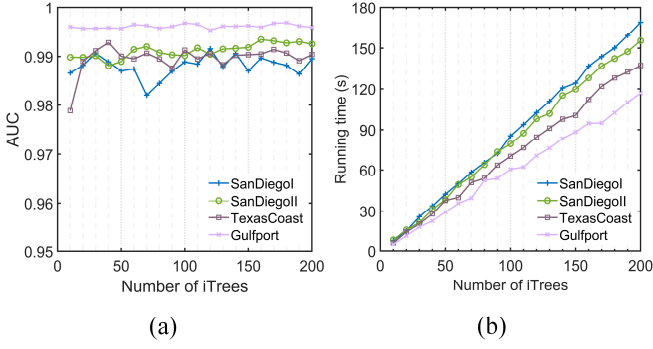 1
0.99
0.98
0.97
0.96
0.95
AUC
0 50 100 150 200
Number of iTrees
SanDiegoI
SanDiegoII
TexasCoast
Gulfport
(a)
180
150
120
90
60
30
0
Running time (s)
0 50 100 150 200
Number of iTrees
SanDiegoI
SanDiegoII
TexasCoast
Gulfport
(b)